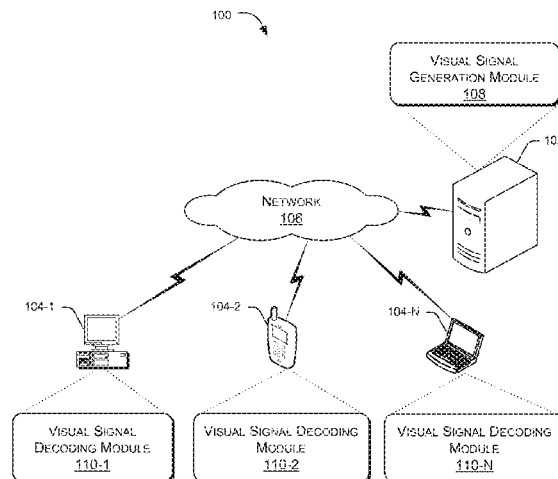 100
VISUAL SIGNAL
GENERATION MODULE
108
10
NETWORK
106
104-1
104-2
104-N
VISUAL SIGNAL
DECODING MODULE
110-1
VISUAL SIGNAL DECODING
MODULE
110-2
VISUAL SIGNAL DECODING
MODULE
110-N